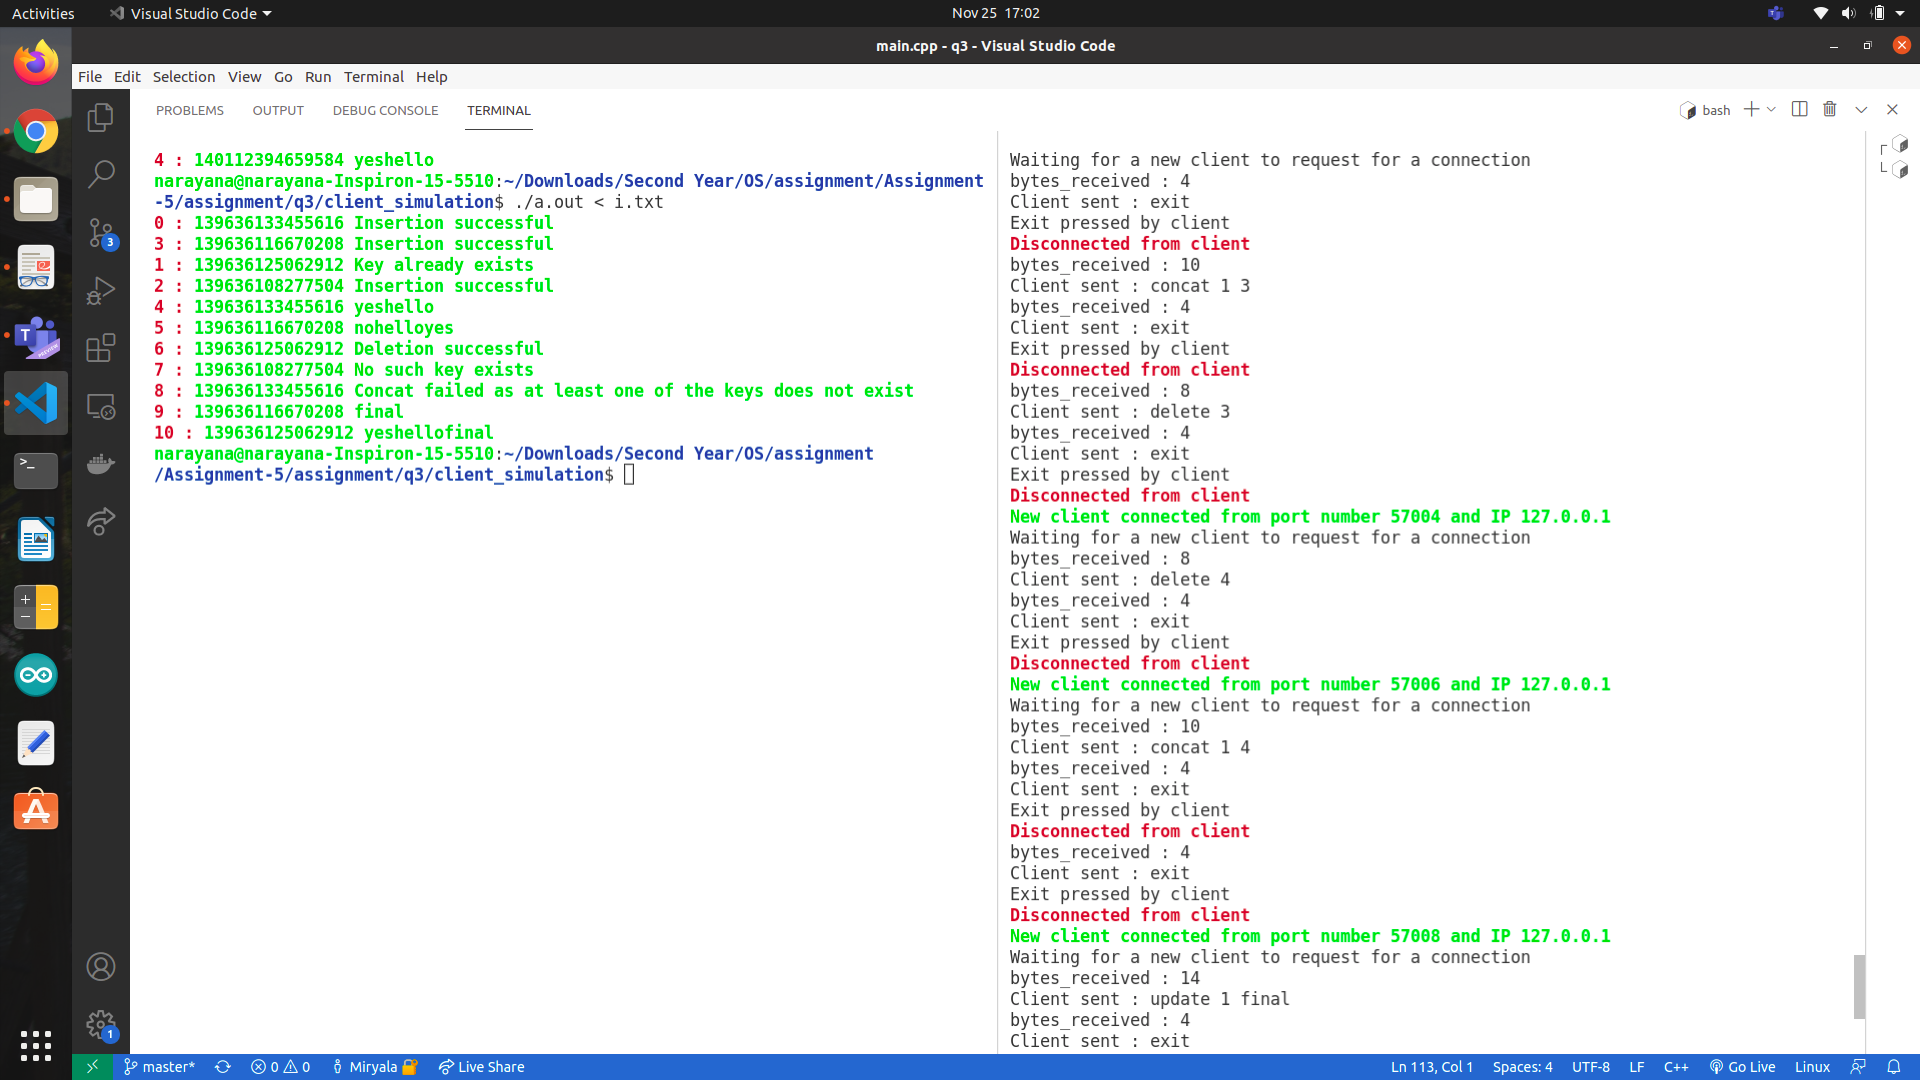 Activities
Visual Studio Code
Nov 25 17:02
main.cpp - q3 - Visual Studio Code
File Edit Selection View Go Run Terminal Help
PROBLEMS OUTPUT DEBUG CONSOLE TERMINAL
bash
4 : 140112394659584 yeshello
narayana@narayana-Inspiron-15-5510:~/Downloads/Second Year/OS/assignment/Assignment
-5/assignment/q3/client_simulation$ ./a.out < i.txt
0 : 139636133455616 Insertion successful
3 : 139636116670208 Insertion successful
1 : 139636125062912 Key already exists
2 : 139636108277504 Insertion successful
4 : 139636133455616 yeshello
5 : 139636116670208 nohelloyes
6 : 139636125062912 Deletion successful
7 : 139636108277504 No such key exists
8 : 139636133455616 Concat failed as at least one of the keys does not exist
9 : 139636116670208 final
10 : 139636125062912 yeshellofinal
narayana@narayana-Inspiron-15-5510:~/Downloads/Second Year/OS/assignment
/Assignment-5/assignment/q3/client_simulation$
Waiting for a new client to request for a connection
bytes_received : 4
Client sent : exit
Exit pressed by client
Disconnected from client
bytes_received : 10
Client sent : concat 1 3
bytes_received : 4
Client sent : exit
Exit pressed by client
Disconnected from client
bytes_received : 8
Client sent : delete 3
bytes_received : 4
Client sent : exit
Exit pressed by client
Disconnected from client
New client connected from port number 57004 and IP 127.0.0.1
Waiting for a new client to request for a connection
bytes_received : 8
Client sent : delete 4
bytes_received : 4
Client sent : exit
Exit pressed by client
Disconnected from client
New client connected from port number 57006 and IP 127.0.0.1
Waiting for a new client to request for a connection
bytes_received : 10
Client sent : concat 1 4
bytes_received : 4
Client sent : exit
Exit pressed by client
Disconnected from client
bytes_received : 4
Client sent : exit
Exit pressed by client
Disconnected from client
New client connected from port number 57008 and IP 127.0.0.1
Waiting for a new client to request for a connection
bytes_received : 14
Client sent : update 1 final
bytes_received : 4
Client sent : exit
3
1
master* 0 0 Miryala Live Share
Ln 113, Col 1 Spaces: 4 UTF-8 LF C++ Go Live Linux